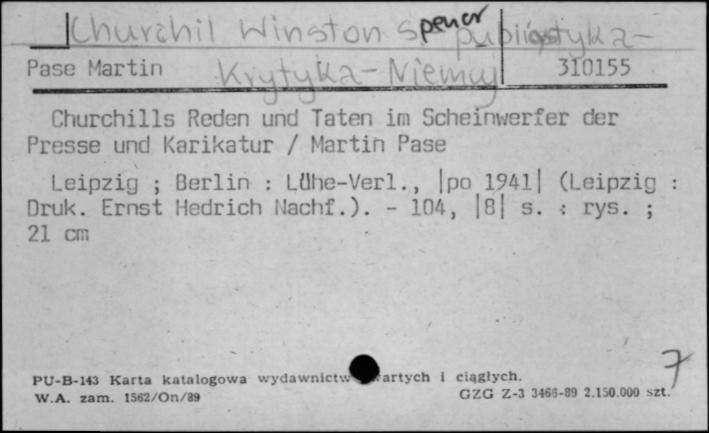 Churchil Winston Spencer publicystyka-
Krytyka-Niemcy
Pase Martin 310155
Churchills Reden und Taten im Scheinwerfer der
Presse und Karikatur / Martin Pase
Leipzig ; Berlin : Lühe-Verl., |po 1941| (Leipzig :
Druk. Ernst Hedrich Nachf.). - 104, |8| s. : rys. ;
21 cm
7
PU-B-143 Karta katalogowa wydawnictw wartych i ciągłych.
W.A. zam. 1562/On/89 GZG Z-3 3466-89 2.150.000 szt.